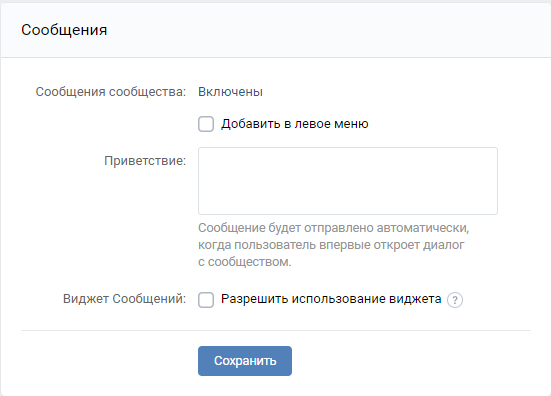 Сообщения
Сообщения сообщества: Включены
Добавить в левое меню
Приветствие:
Сообщение будет отправлено автоматически,
когда пользователь впервые откроет диалог
с сообществом.
Виджет Сообщений: Разрешить использование виджета ?
Сохранить